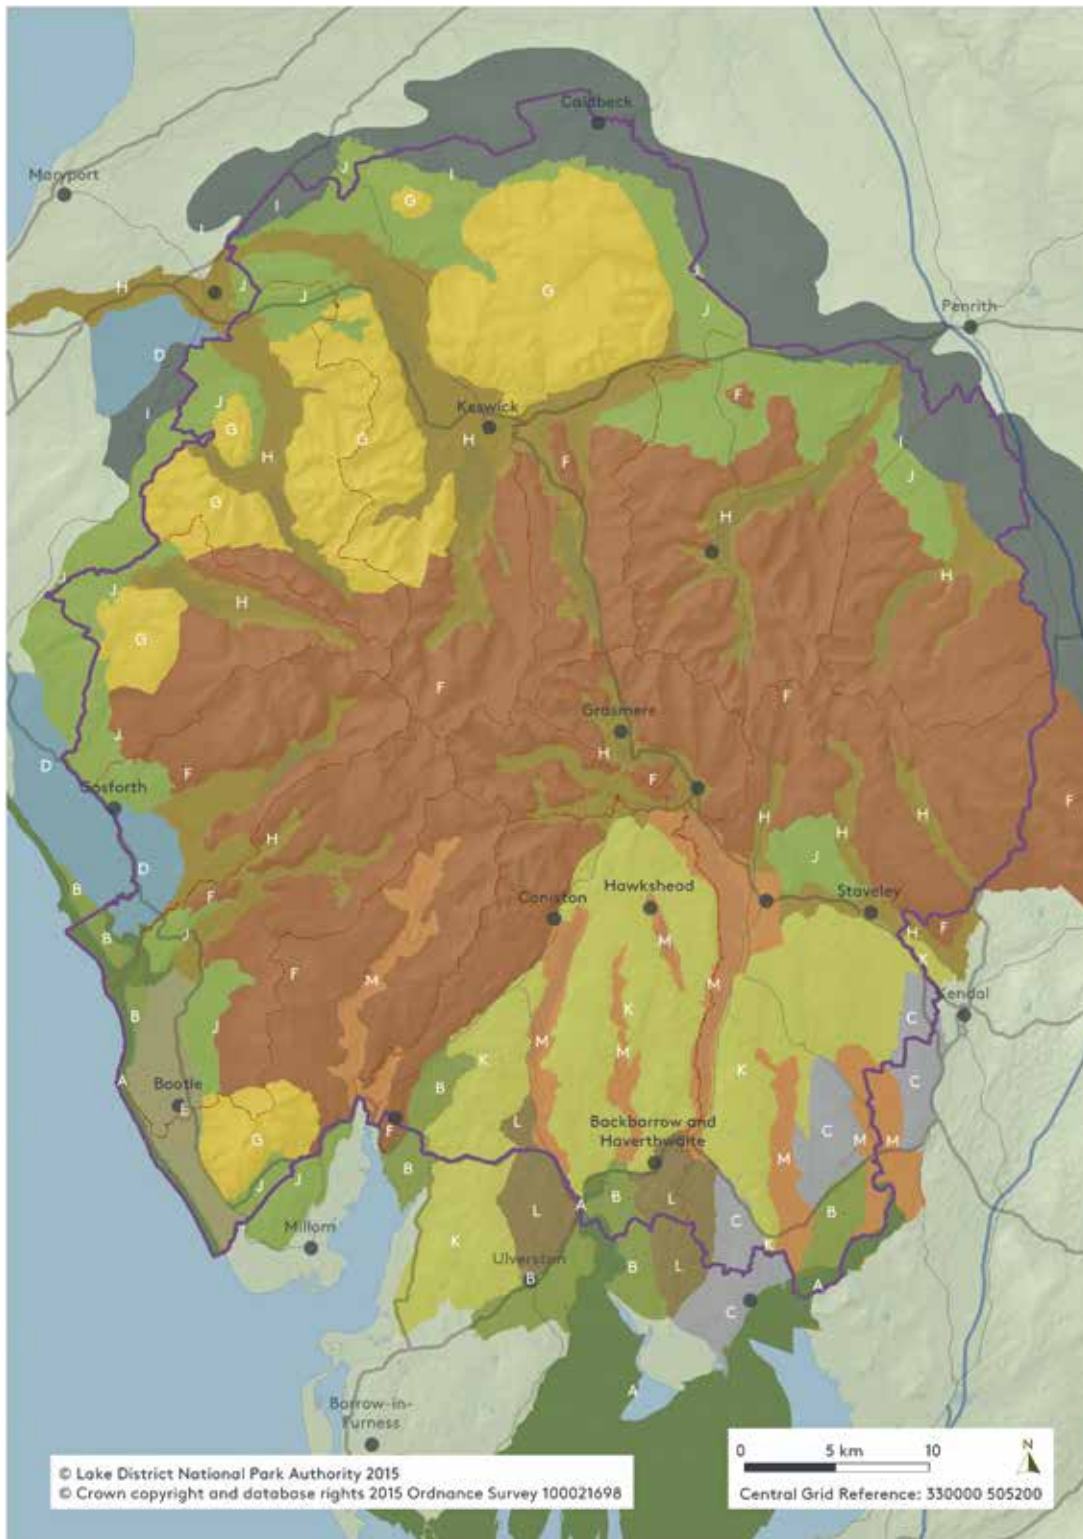 Caldbeck
J
I
Maryport
G
I
I
H
J
J
G
J
J
Penrith
D
F
I
J
G
Keswick
G
H
F
I
H
J
G
H
H
J
J
H
H
G
F
F
Grasmere
J
H
D
F
F
F
Gosforth
H
H
H
H
D
J
B
Hawkshead
Staveley
F
Coniston
B
J
M
H
F
F
M
K
M
C
Kendal
B
J
K
M
M
K
C
A
K
B
Bootle
E
L
C
M
M
F
Backbarrow and
Haverthwaite
G
M
B
J
J
B
L
A
L
C
B
Millom
K
K
Ulverston
B
B
L
A
C
A
Barrow-in-
Furness
© Lake District National Park Authority 2015
© Crown copyright and database rights 2015 Ordnance Survey 100021698
0 5 km 10
N
Central Grid Reference: 330000 505200